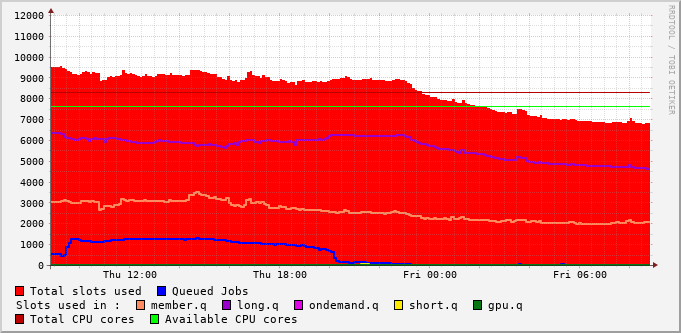 12000
11000
10000
9000
8000
7000
6000
5000
4000
3000
2000
1000
0
Thu 12:00 Thu 18:00 Fri 00:00 Fri 06:00
RRDTOOL / TOBI OETIKER
Total slots used Queued Jobs
Slots used in : member.q long.q ondemand.q short.q gpu.q
Total CPU cores Available CPU cores